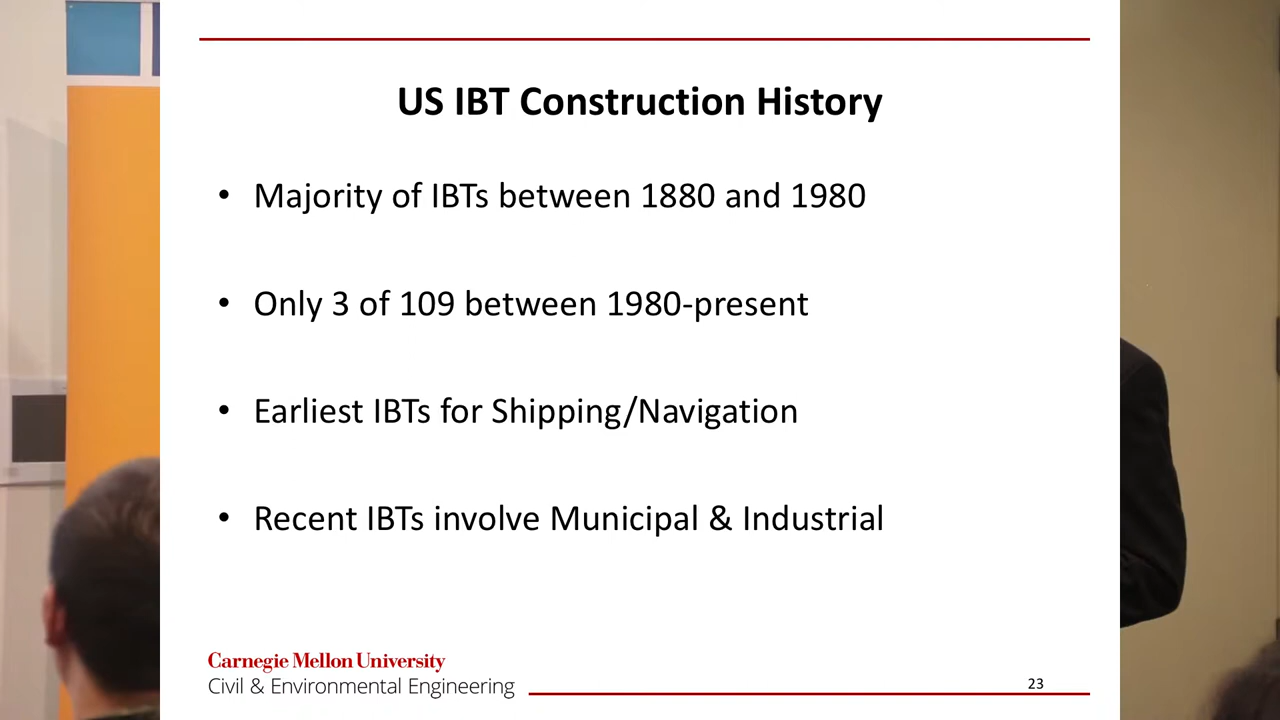 US IBT Construction History
• Majority of IBTs between 1880 and 1980
• Only 3 of 109 between 1980-present
• Earliest IBTs for Shipping/Navigation
• Recent IBTs involve Municipal & Industrial
Carnegie Mellon University
Civil & Environmental Engineering
23